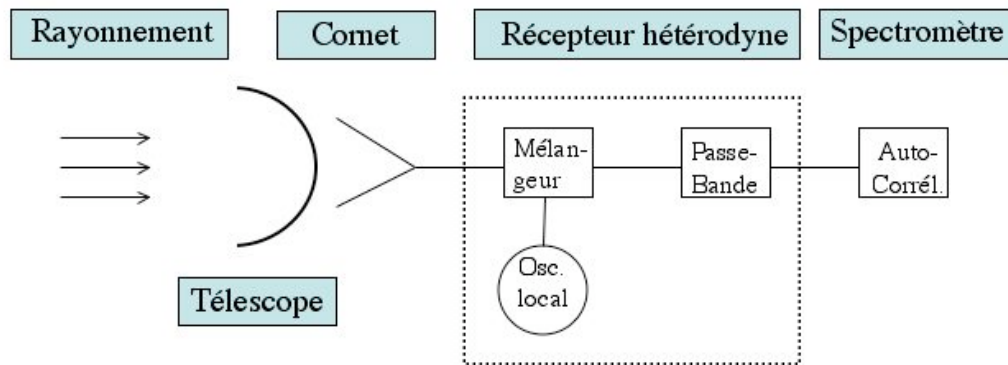 Rayonnement
Cornet
Récepteur hétérodyne
Spectromètre
Mélan-
geur
Passe-
Bande
Auto-
Corrél.
Osc.
local
Télescope